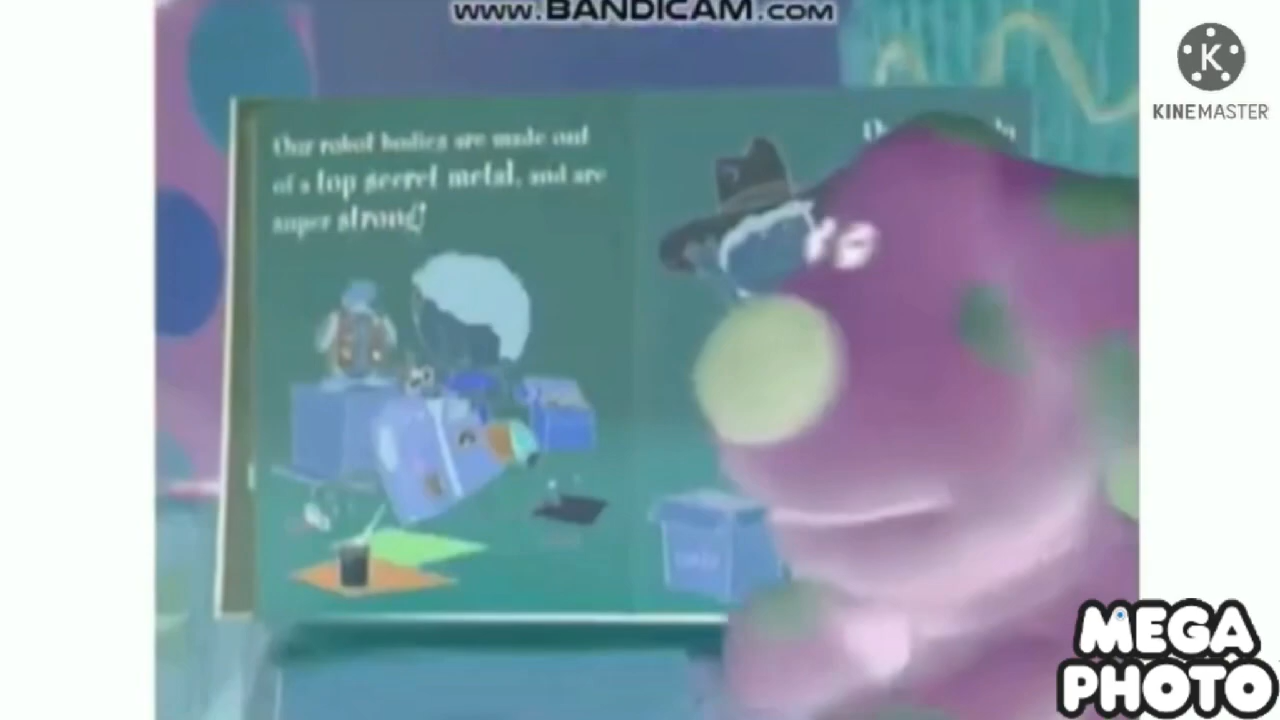 www.BANDICAM.com
KINEMASTER
Our robot bodies are made out
of a top secret metal, and are
super strong!
MEGA
PHOTO